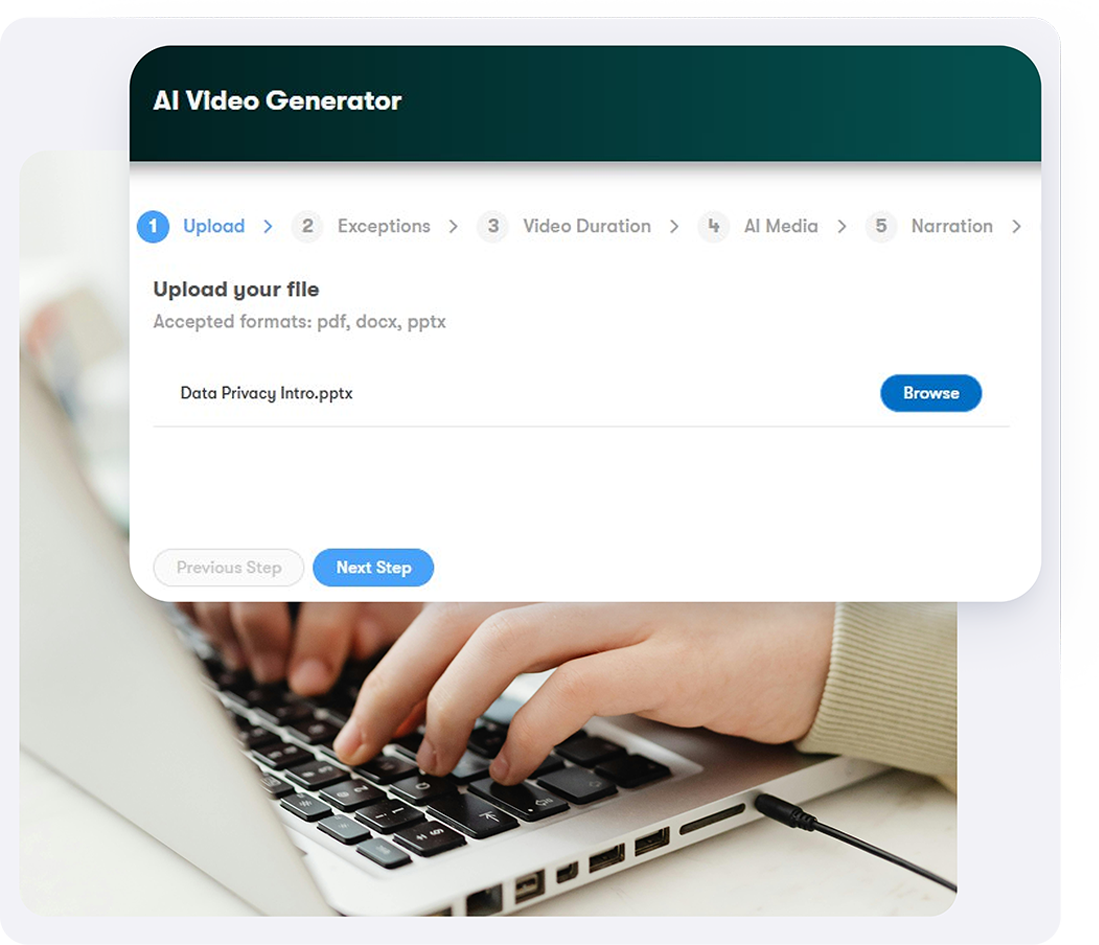 AI Video Generator
1 Upload > 2 Exceptions > 3 Video Duration > 4 AI Media > 5 Narration >
Upload your file
Accepted formats: pdf, docx, pptx
Data Privacy Intro.pptx
Browse
Previous Step
Next Step